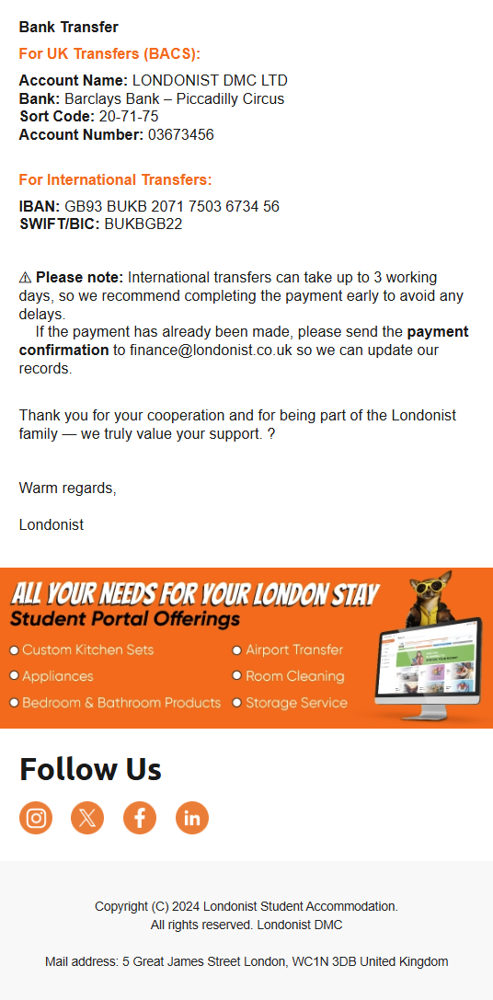 Bank Transfer
For UK Transfers (BACS):
Account Name: LONDONIST DMC LTD
Bank: Barclays Bank – Piccadilly Circus
Sort Code: 20-71-75
Account Number: 03673456
For International Transfers:
IBAN: GB93 BUKB 2071 7503 6734 56
SWIFT/BIC: BUKBGB22
⚠ Please note: International transfers can take up to 3 working
days, so we recommend completing the payment early to avoid any
delays.
If the payment has already been made, please send the payment
confirmation to finance@londonist.co.uk so we can update our
records.
Thank you for your cooperation and for being part of the Londonist
family — we truly value your support. ?
Warm regards,
Londonist
ALL YOUR NEEDS FOR YOUR LONDON STAY
Student Portal Offerings
Custom Kitchen Sets
Appliances
Bedroom & Bathroom Products
Airport Transfer
Room Cleaning
Storage Service
Follow Us
Copyright (C) 2024 Londonist Student Accommodation.
All rights reserved. Londonist DMC
Mail address: 5 Great James Street London, WC1N 3DB United Kingdom